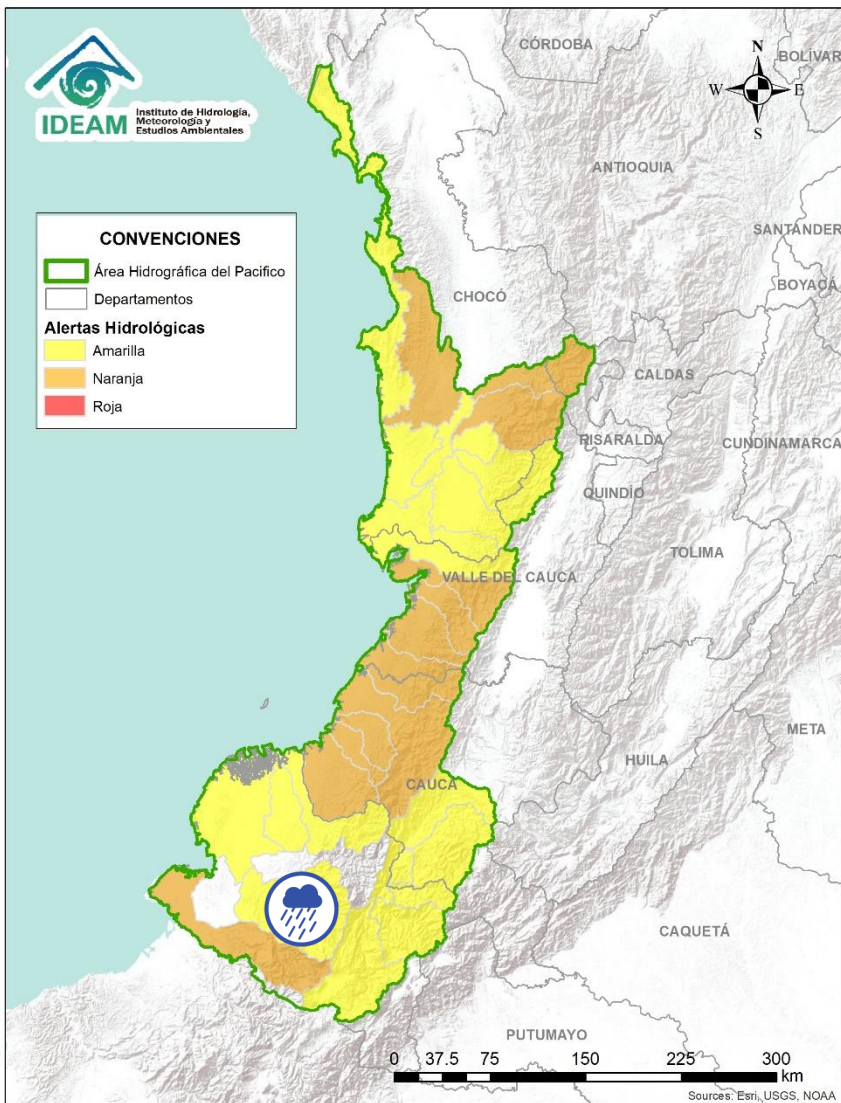 IDEAM
Instituto de Hidrología,
Meteorología y
Estudios Ambientales
N
W E
S
CÓRDOBA
BOLÍVAR
ANTIOQUIA
SANTANDER
BOYACÁ
CHOCÓ
CALDAS
RISARALDA
CUNDINAMARCA
QUINDÍO
TOLIMA
VALLE DEL CAUCA
META
HUILA
CAUCA
CAQUETÁ
PUTUMAYO
CONVENCIONES
Área Hidrográfica del Pacifico
Departamentos
Alertas Hidrológicas
Amarilla
Naranja
Roja
0 37.5 75 150 225 300
km
Sources: Esri, USGS, NOAA